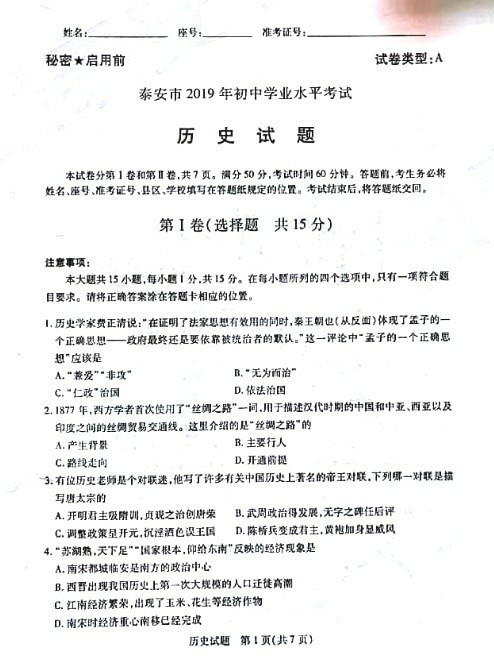 姓名: 座号: 准考证号:
秘密★启用前 试卷类型:A
泰安市2019年初中学业水平考试
历史试题
本试卷分第Ⅰ卷和第Ⅱ卷,共7页。满分50分,考试时间60分钟。答题前,考生务必将
姓名、座号、准考证号、县区、学校填写在答题纸规定的位置。考试结束后,将答题纸交回。
第Ⅰ卷(选择题 共15分)
注意事项:
本大题共15小题,每小题1分,共15分。在每小题所列的四个选项中,只有一项符合题
目要求。请将正确答案涂在答题卡相应的位置。
1.历史学家费正清说:“在证明了法家思想有效用的同时,秦王朝也(从反面)体现了孟子的一
个正确思想——政府最终还是要依靠被统治者的默认。”这一评论中“孟子的一个正确思
想”应该是
A.“兼爱”“非攻” B.“无为而治”
C.“仁政”治国 D.依法治国
2.1877年,西方学者首次使用了“丝绸之路”一词,用于描述汉代时期的中国和中亚、西亚以及
印度之间的丝绸贸易交通线。这里介绍的是“丝绸之路”的
A.产生背景 B.主要行人
C.路线走向 D.开通前提
3.有位历史老师是个对联迷,他写了许多有关中国历史上著名的帝王对联,下列哪一对联是描
写唐太宗的
A.开明君主吸隋训,贞观之治创唐荣 B.武周政治得发展,无字之碑任后评
C.调整政策呈开元,沉淫酒色误王国 D.陈桥兵变成君主,黄袍加身显威风
4.“苏湖熟,天下足”“国家根本,仰给东南”反映的经济现象是
A.南宋都城临安是南方的政治中心
B.西晋出现我国历史上第一次大规模的人口迁徙高潮
C.江南经济繁荣,出现了玉米、花生等经济作物
D.南宋时经济重心南移已经完成
历史试题 第1页(共7页)